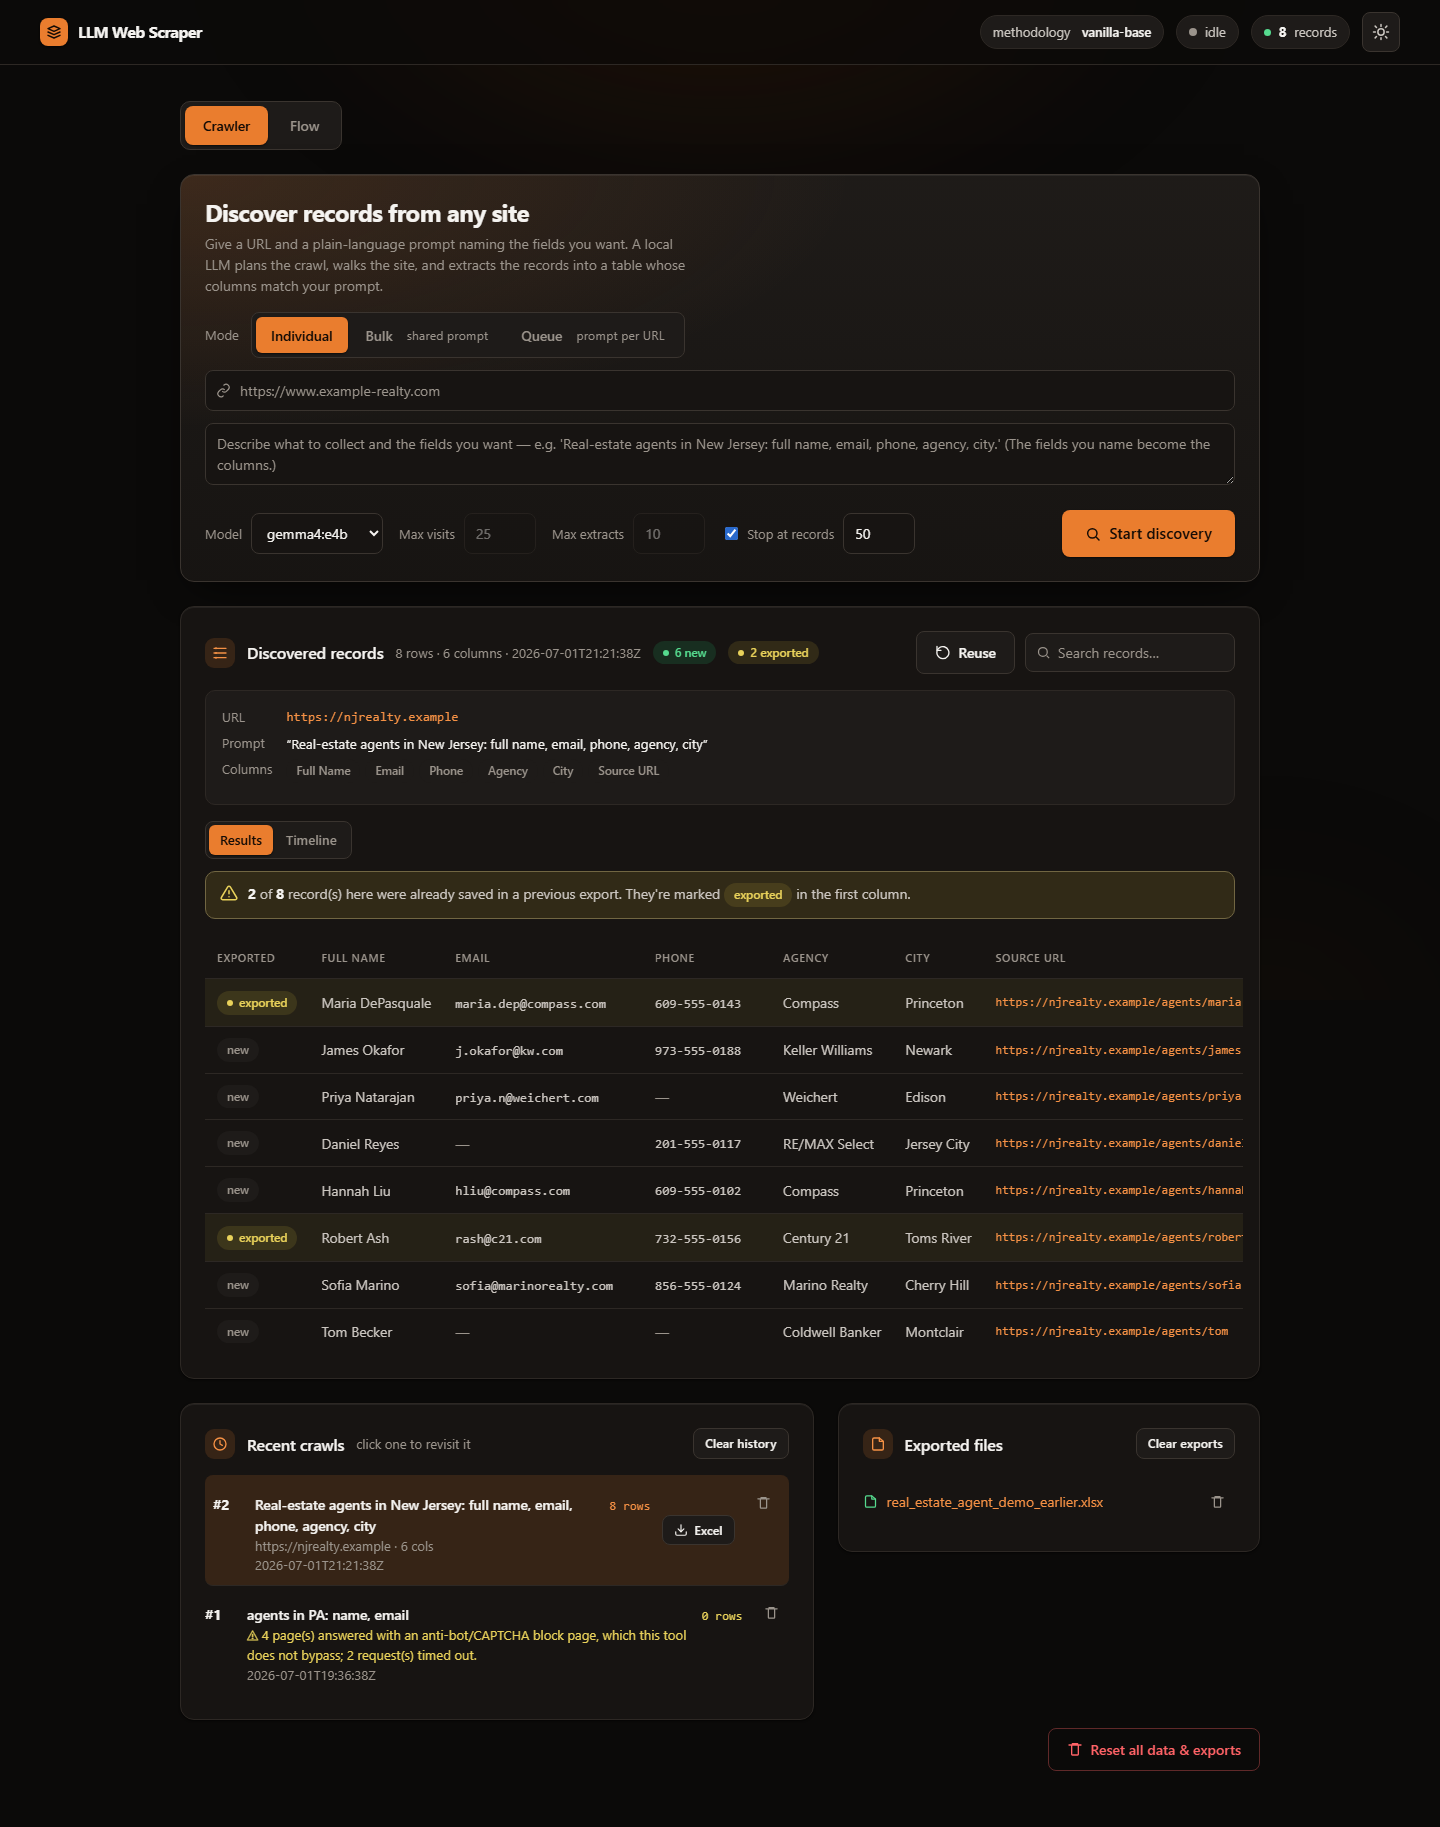 LLM Web Scraper
methodology vanilla-base
idle
8 records
Crawler
Flow
Discover records from any site
Give a URL and a plain-language prompt naming the fields you want. A local
LLM plans the crawl, walks the site, and extracts the records into a table whose
columns match your prompt.
Mode
Individual
Bulk shared prompt
Queue prompt per URL
https://www.example-realty.com
Describe what to collect and the fields you want — e.g. 'Real-estate agents in New Jersey: full name, email, phone, agency, city.' (The fields you name become the
columns.)
Model gemma4:e4b
Max visits 25
Max extracts 10
Stop at records 50
Start discovery
Discovered records 8 rows · 6 columns · 2026-07-01T21:21:38Z
6 new
2 exported
Reuse
Search records...
URL https://njrealty.example
Prompt “Real-estate agents in New Jersey: full name, email, phone, agency, city”
Columns Full Name Email Phone Agency City Source URL
Results
Timeline
2 of 8 record(s) here were already saved in a previous export. They're marked exported in the first column.
EXPORTED FULL NAME EMAIL PHONE AGENCY CITY SOURCE URL
exported Maria DePasquale maria.dep@compass.com 609-555-0143 Compass Princeton https://njrealty.example/agents/maria
new James Okafor j.okafor@kw.com 973-555-0188 Keller Williams Newark https://njrealty.example/agents/james
new Priya Natarajan priya.n@weichert.com — Weichert Edison https://njrealty.example/agents/priya
new Daniel Reyes — 201-555-0117 RE/MAX Select Jersey City https://njrealty.example/agents/danie
new Hannah Liu hliu@compass.com 609-555-0102 Compass Princeton https://njrealty.example/agents/hanna
exported Robert Ash rash@c21.com 732-555-0156 Century 21 Toms River https://njrealty.example/agents/rober
new Sofia Marino sofia@marinorealty.com 856-555-0124 Marino Realty Cherry Hill https://njrealty.example/agents/sofia
new Tom Becker — — Coldwell Banker Montclair https://njrealty.example/agents/tom
Recent crawls click one to revisit it
Clear history
#2 Real-estate agents in New Jersey: full name, email, 8 rows
phone, agency, city
Excel
https://njrealty.example · 6 cols
2026-07-01T21:21:38Z
#1 agents in PA: name, email 0 rows
⚠ 4 page(s) answered with an anti-bot/CAPTCHA block page, which this tool
does not bypass; 2 request(s) timed out.
2026-07-01T19:36:38Z
Exported files
Clear exports
real_estate_agent_demo_earlier.xlsx
Reset all data & exports